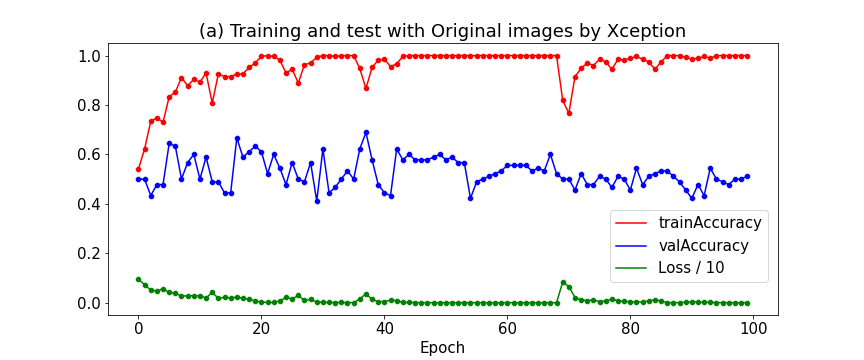 (a) Training and test with Original images by Xception
1.0
0.8
0.6
0.4
0.2
0.0
trainAccuracy
valAccuracy
Loss / 10
0 20 40 60 80 100
Epoch